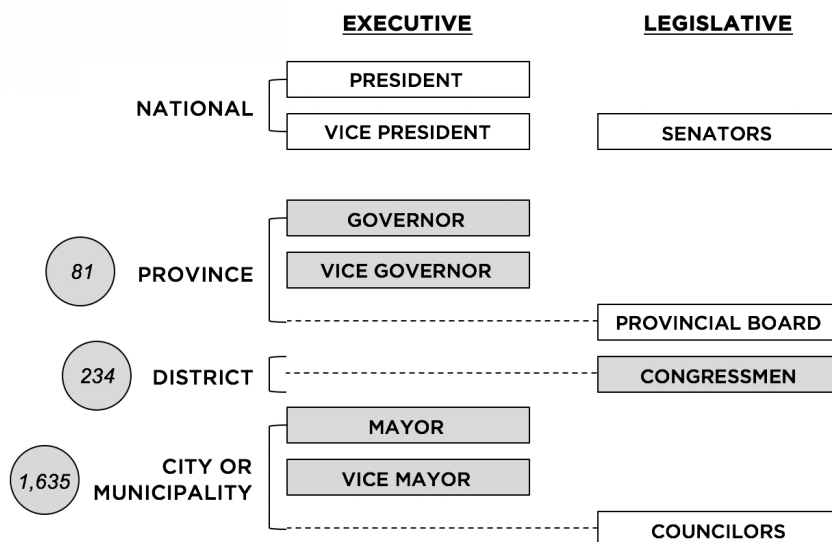 EXECUTIVE LEGISLATIVE
PRESIDENT
NATIONAL
VICE PRESIDENT SENATORS
GOVERNOR
81 PROVINCE VICE GOVERNOR
PROVINCIAL BOARD
234 DISTRICT CONGRESSMEN
MAYOR
CITY OR
1,635 MUNICIPALITY VICE MAYOR
COUNCILORS